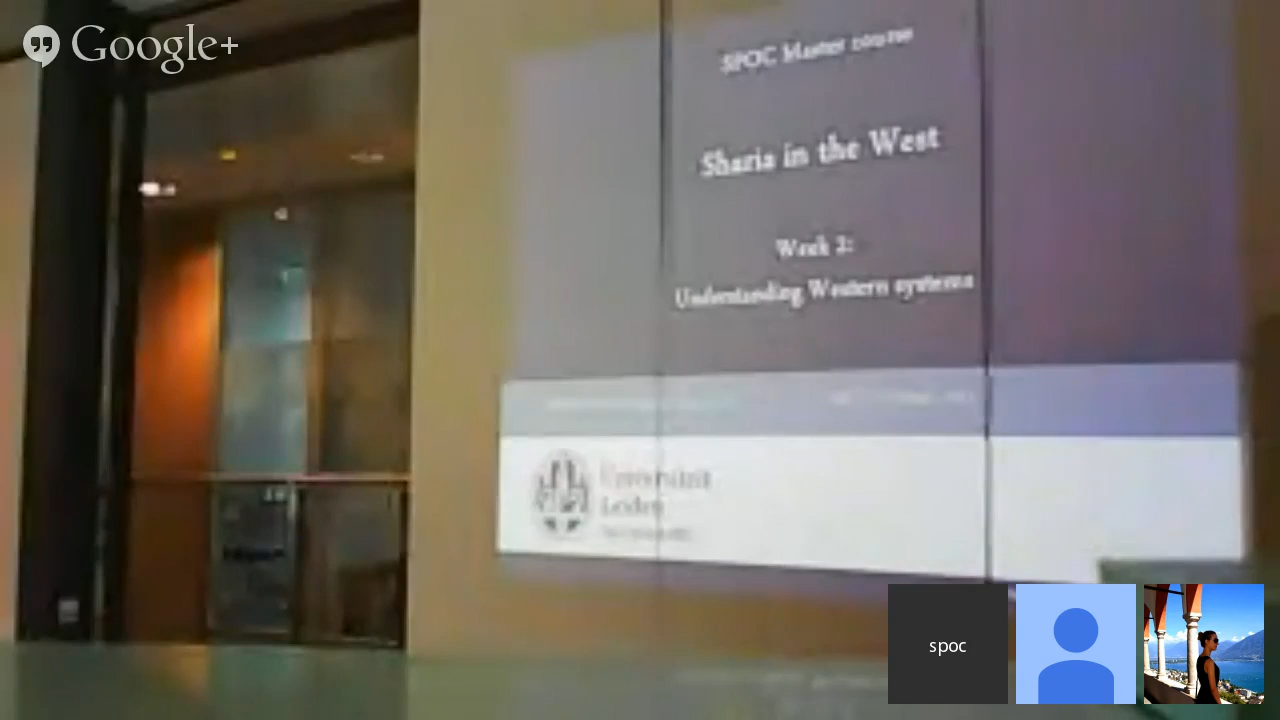 Google+
SPOC Master course
Sharia in the West
Week 2:
Understanding Western systems
Universiteit
Leiden
spoc